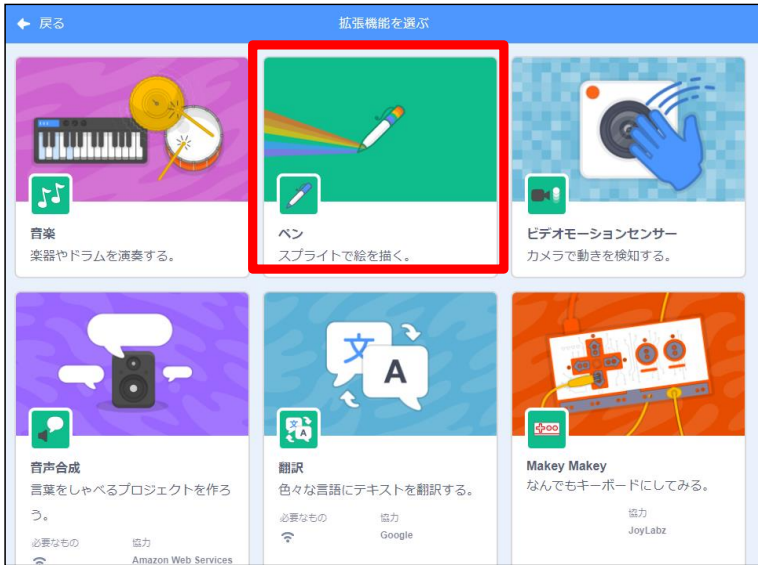 戻る
拡張機能を選ぶ
音楽
楽器やドラムを演奏する。
ペン
スプライトで絵を描く。
ビデオモーションセンサー
カメラで動きを検知する。
文
A
文
A
音声合成
言葉をしゃべるプロジェクトを作ろ
う。
必要なもの
協力
Amazon Web Services
翻訳
色々な言語にテキストを翻訳する。
必要なもの
協力
Google
Makey Makey
なんでもキーボードにしてみる。
協力
JoyLabz